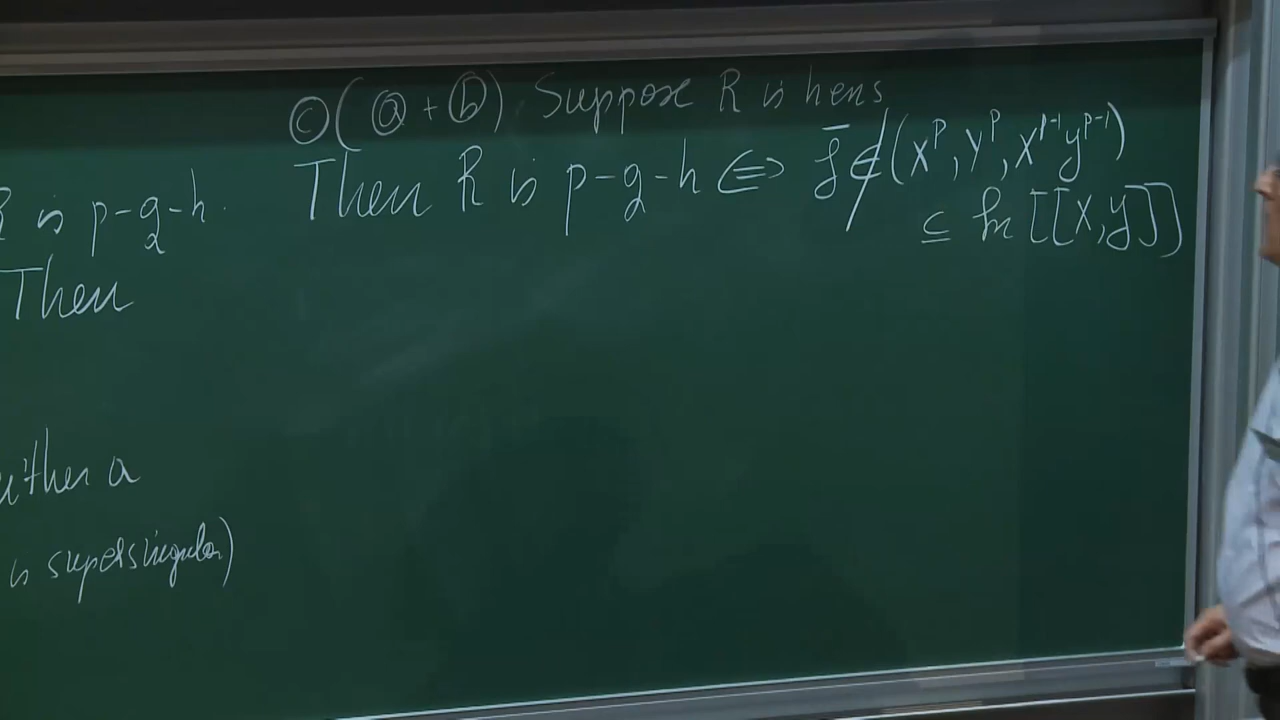 is p-g-h.
Then
either a
is supersingular)
ⓒ(ⓐ + ⓑ) Suppose R is hens
Then R is p-g-h ⇔ f̄ ∉ (x^p, y^p, x^{p-1} y^{p-1})
⊆ k[[x,y]]